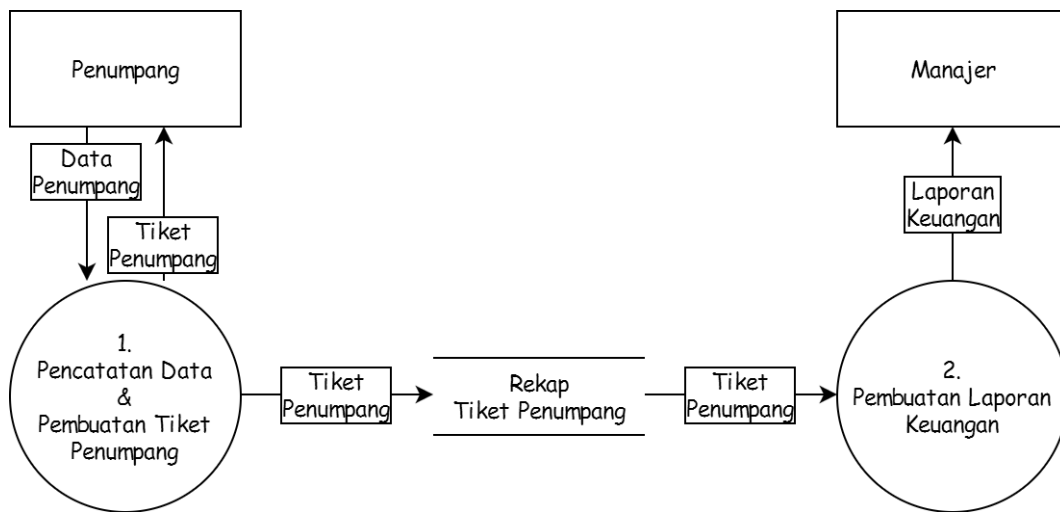 Penumpang
Manajer
Data
Penumpang
Tiket
Penumpang
Laporan
Keuangan
1.
Pencatatan Data
&
Pembuatan Tiket
Penumpang
Tiket
Penumpang
Rekap
Tiket Penumpang
Tiket
Penumpang
2.
Pembuatan Laporan
Keuangan